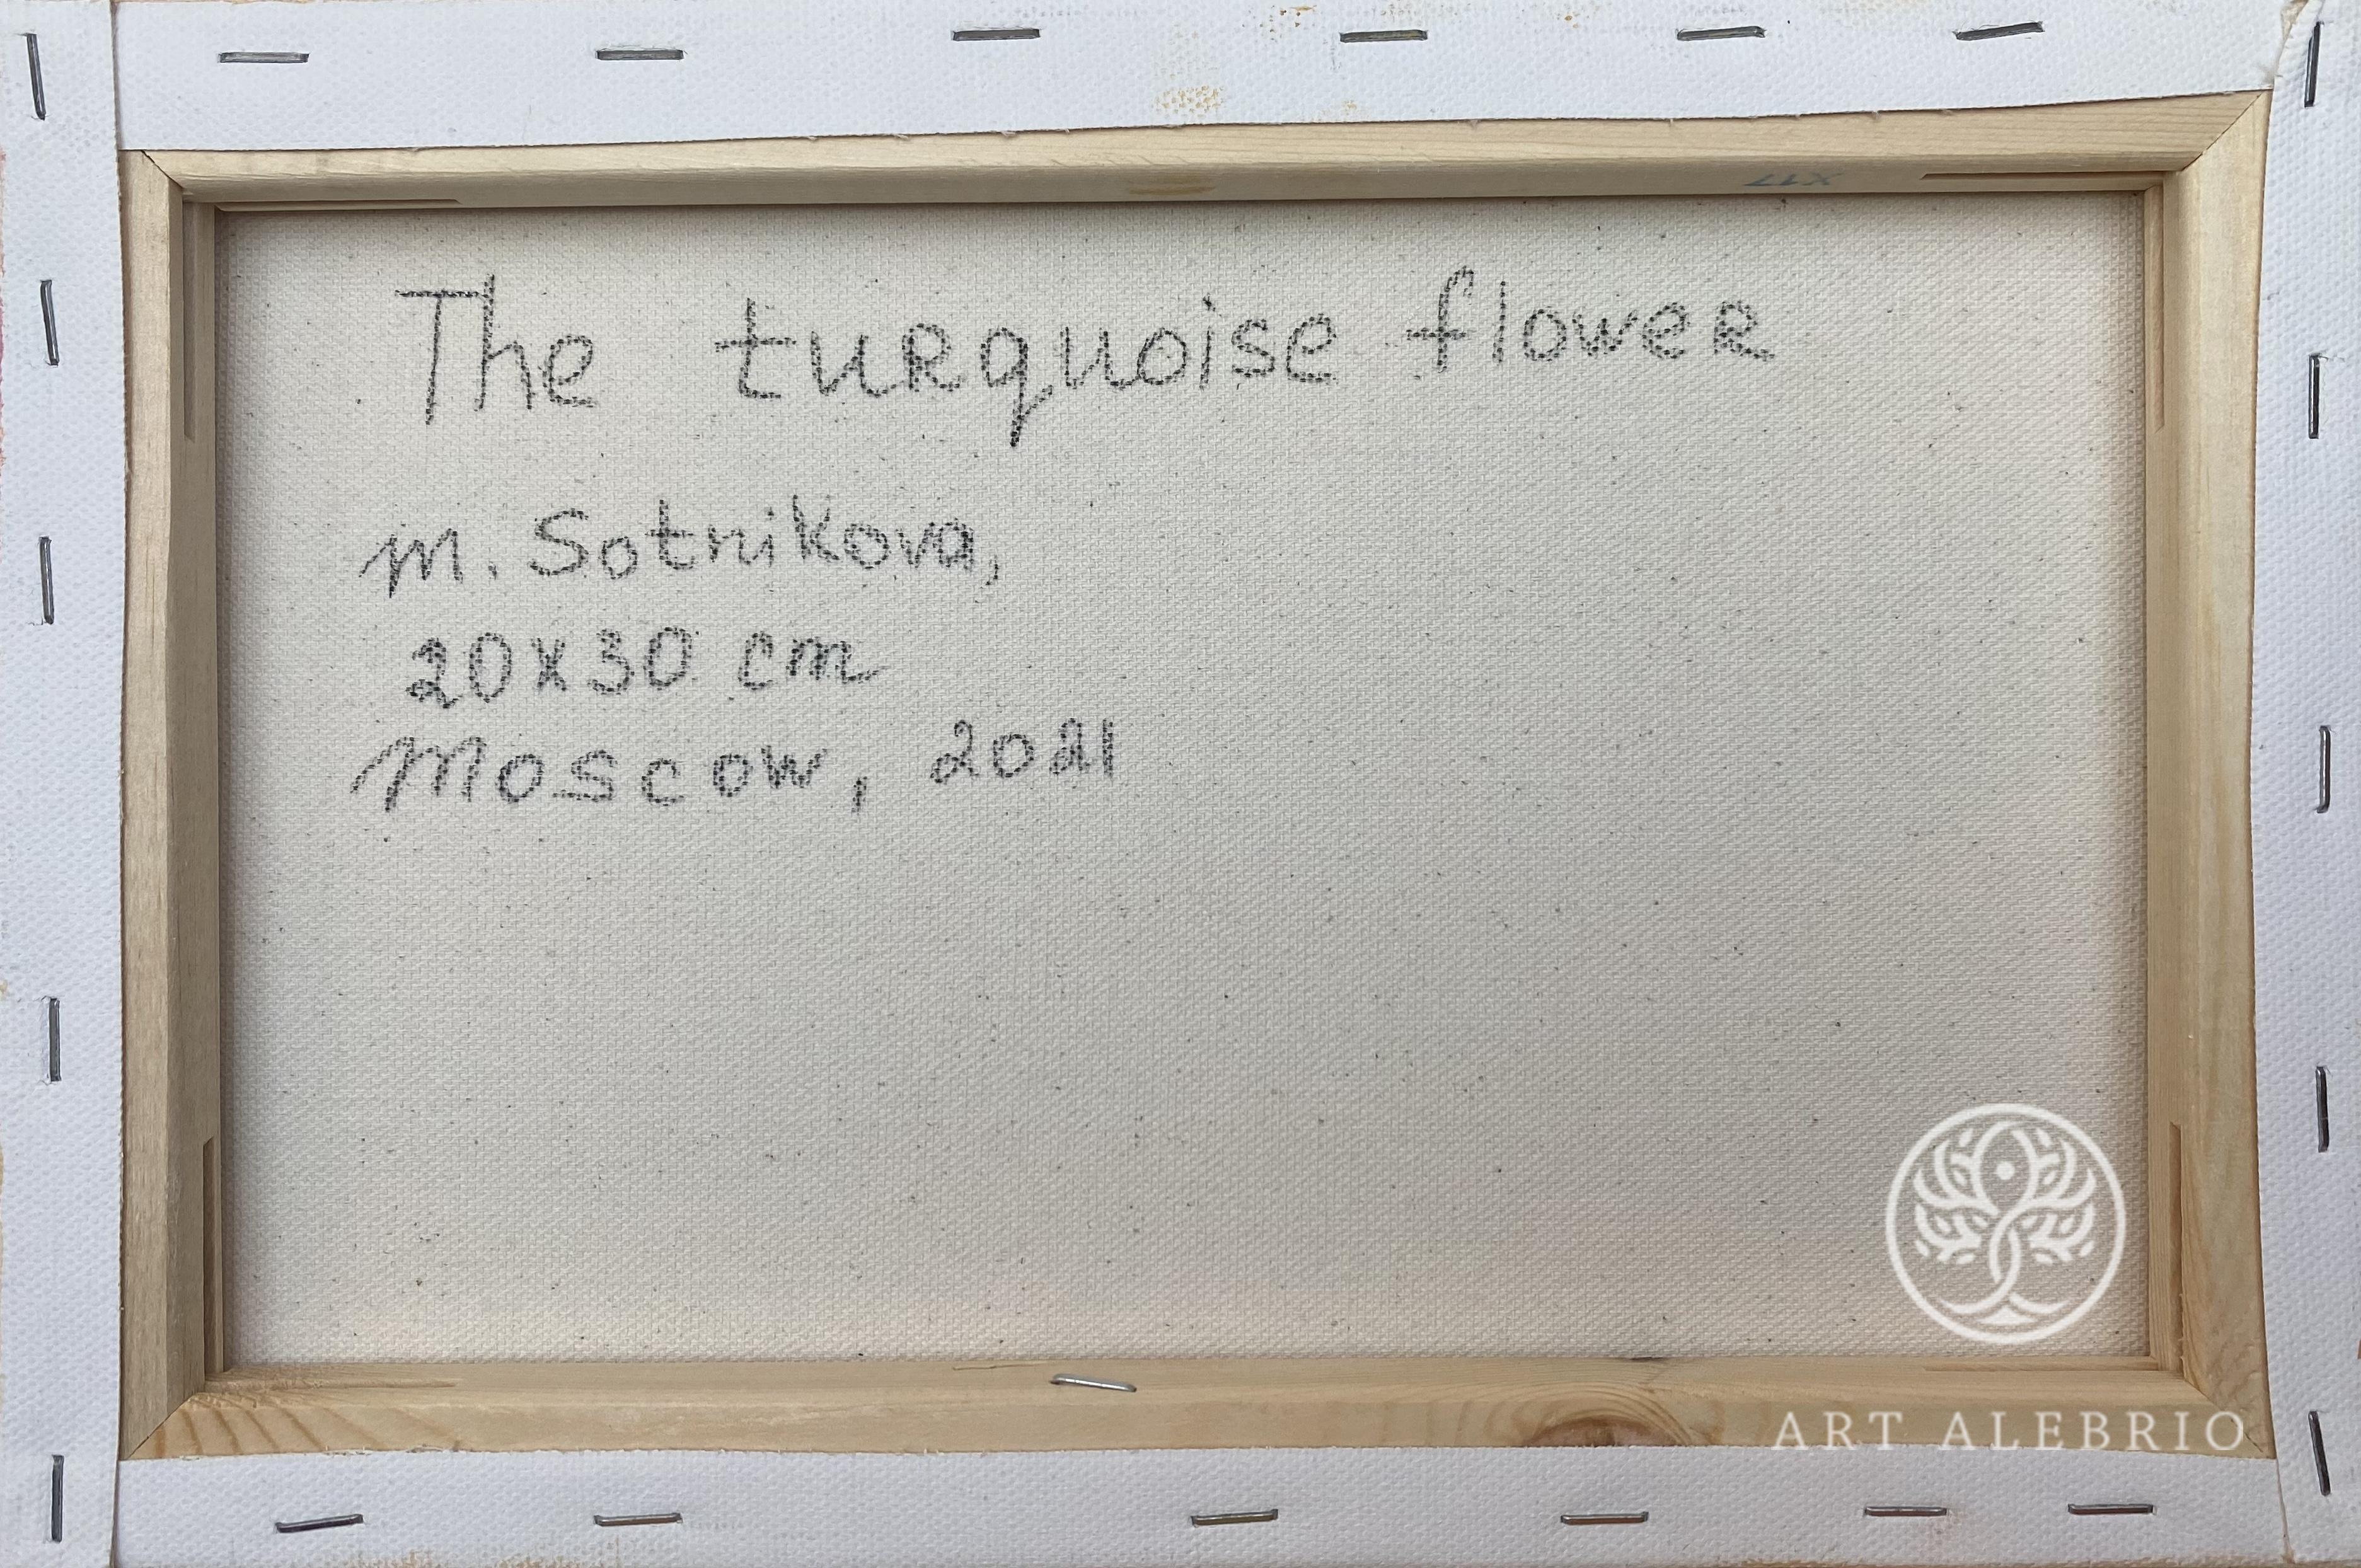 The turquoise flower
M. Sotnikova,
20x30 cm
Moscow, 2021
ART ALEBRIO